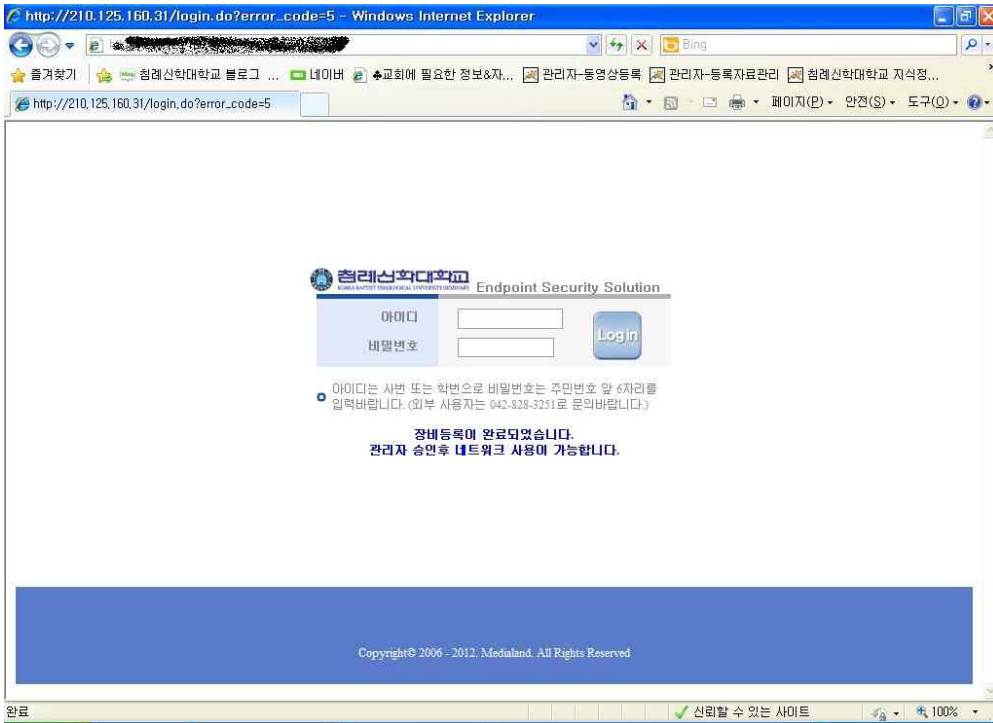 http://210.125.160.31/login.do?error_code=5 - Windows Internet Explorer
Bing
즐겨찾기 침례신학대학교 블로그 ... 네이버 ♣교회에 필요한 정보&자... 관리자-동영상등록 관리자-등록자료관리 침례신학대학교 지식정...
http://210.125.160.31/login.do?error_code=5 페이지(P) 안전(S) 도구(O)
침례신학대학교
KOREA BAPTIST THEOLOGICAL UNIVERSITY/SEMINARY
Endpoint Security Solution
아이디
비밀번호
Login
아이디는 사번 또는 학번으로 비밀번호는 주민번호 앞 6자리를
입력바랍니다. (외부 사용자는 042-828-3251로 문의바랍니다.)
장비등록이 완료되었습니다.
관리자 승인후 네트워크 사용이 가능합니다.
Copyright© 2006 - 2012. Medialand. All Rights Reserved
완료 신뢰할 수 있는 사이트 100%